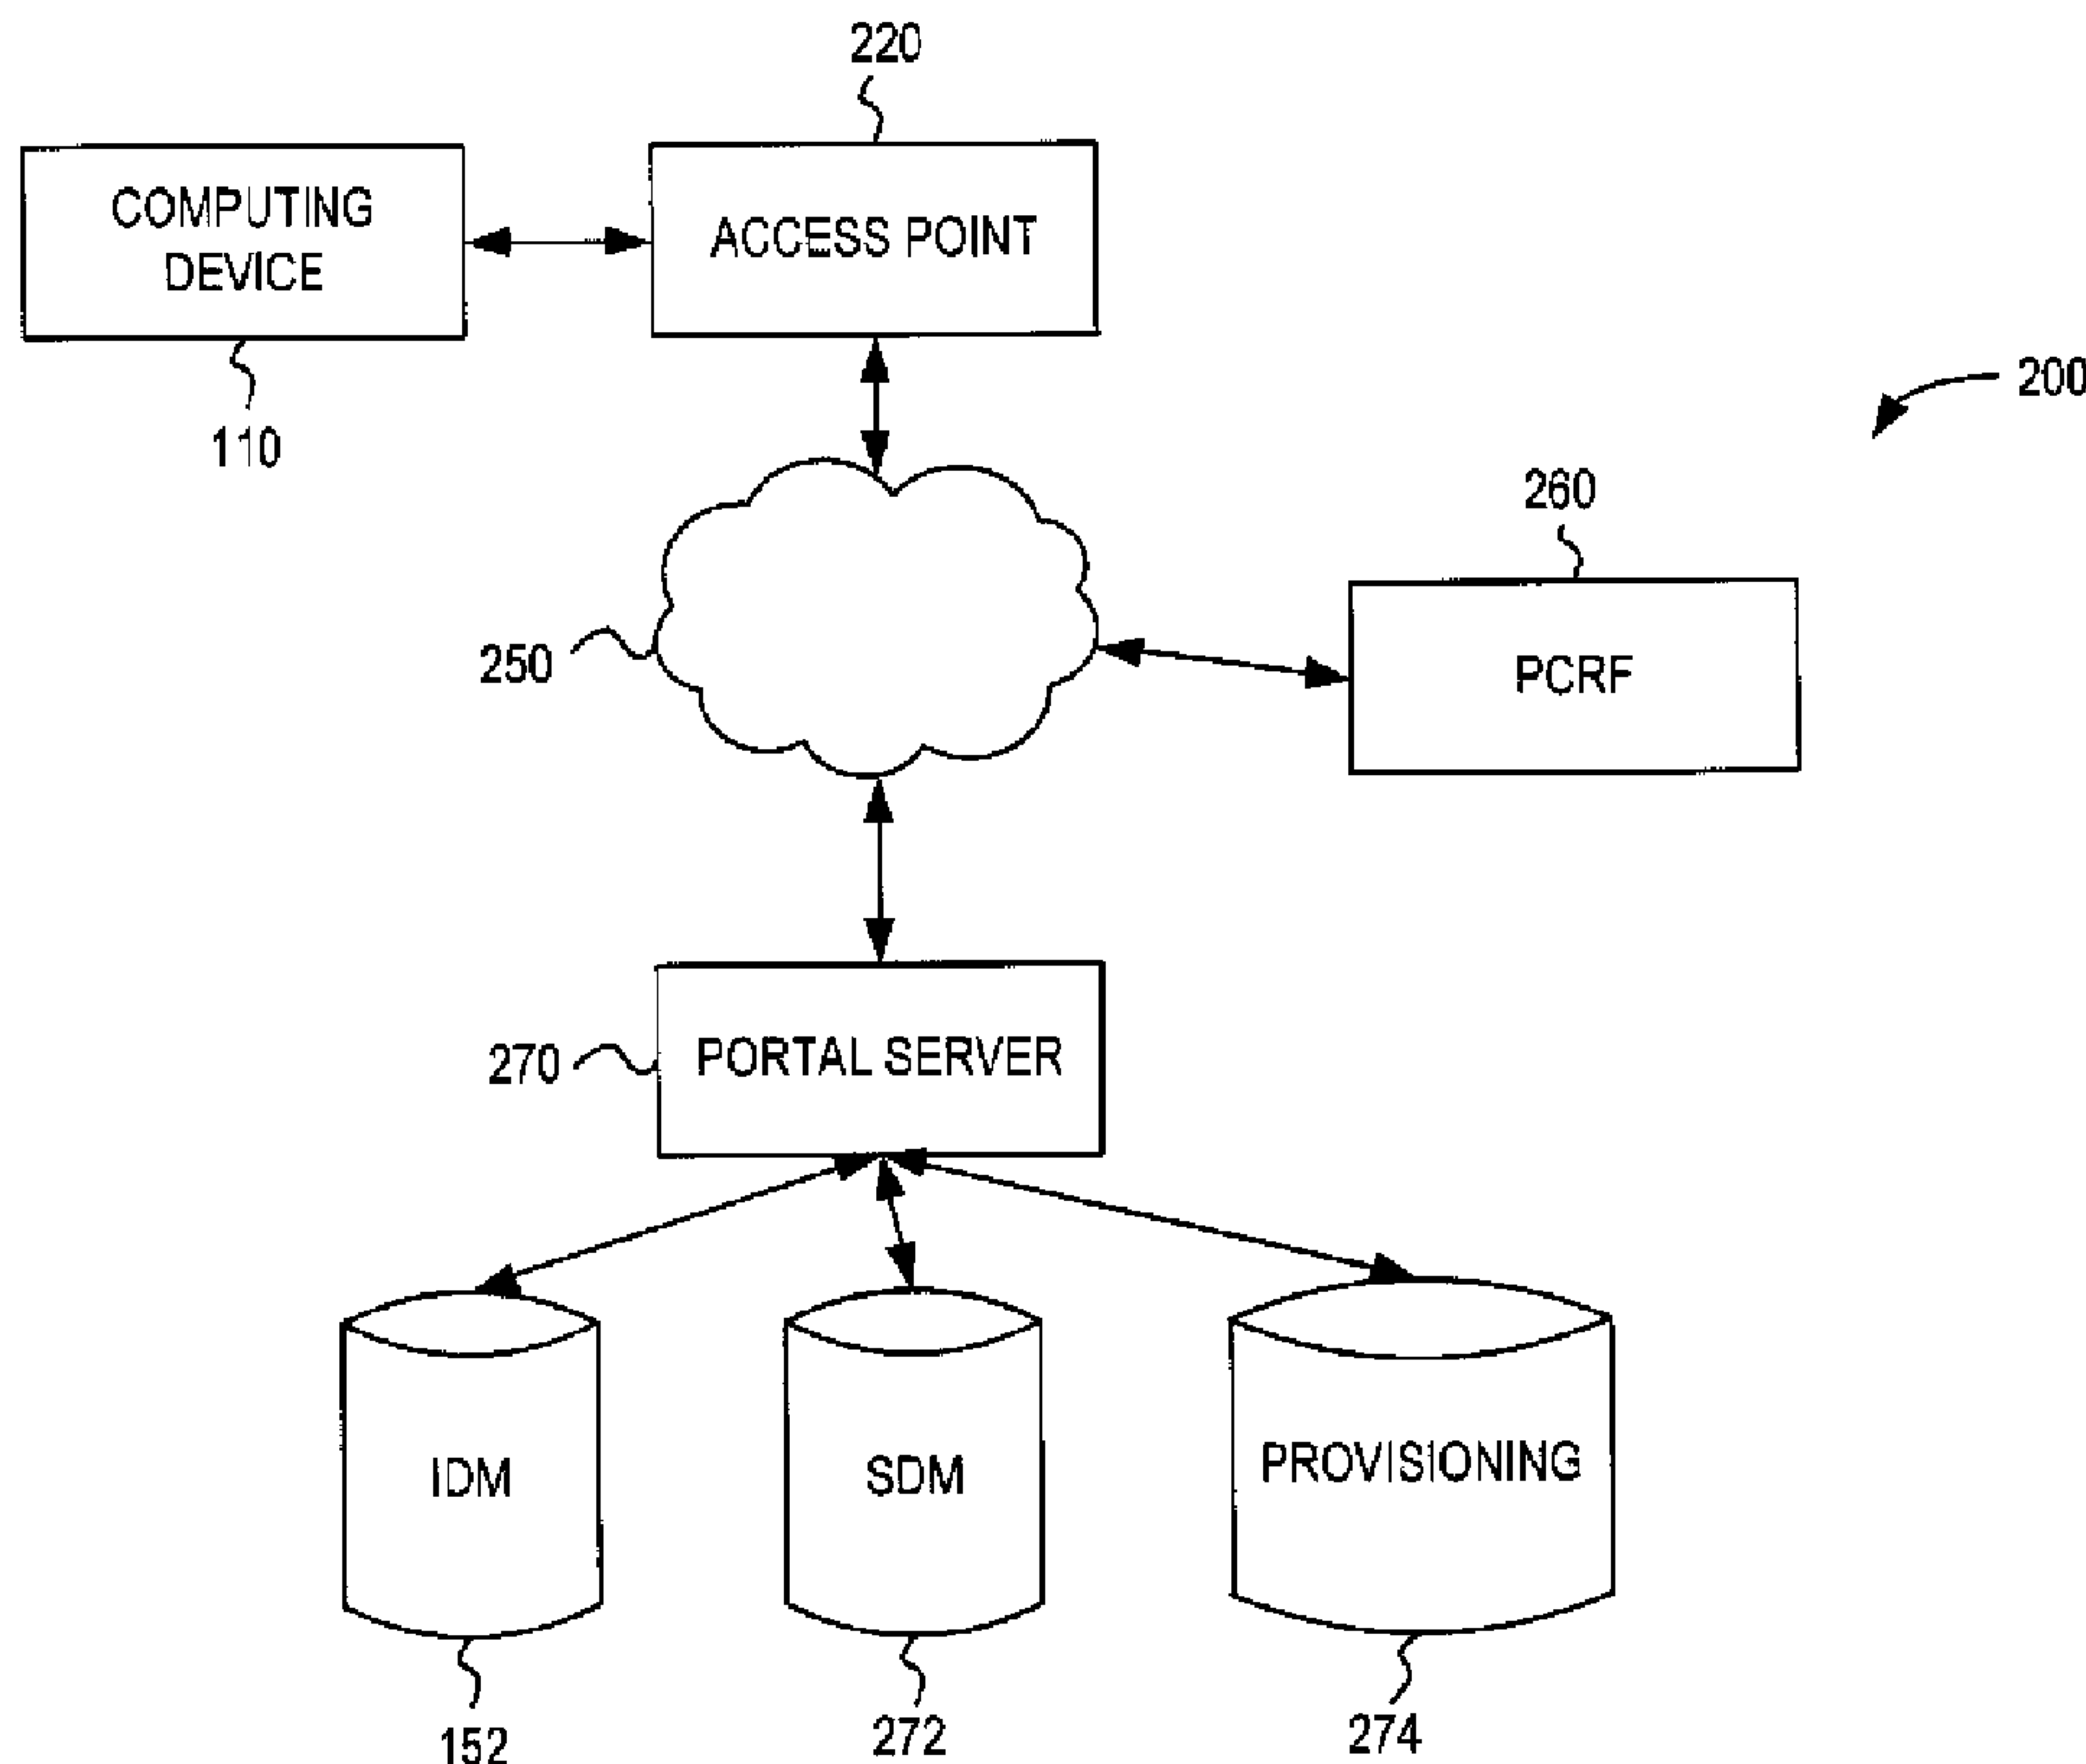 220
COMPUTING
DEVICE
ACCESS POINT
110
200
260
250
PCRF
270
PORTAL SERVER
IDM
SDM
PROVISIONING
152
272
274